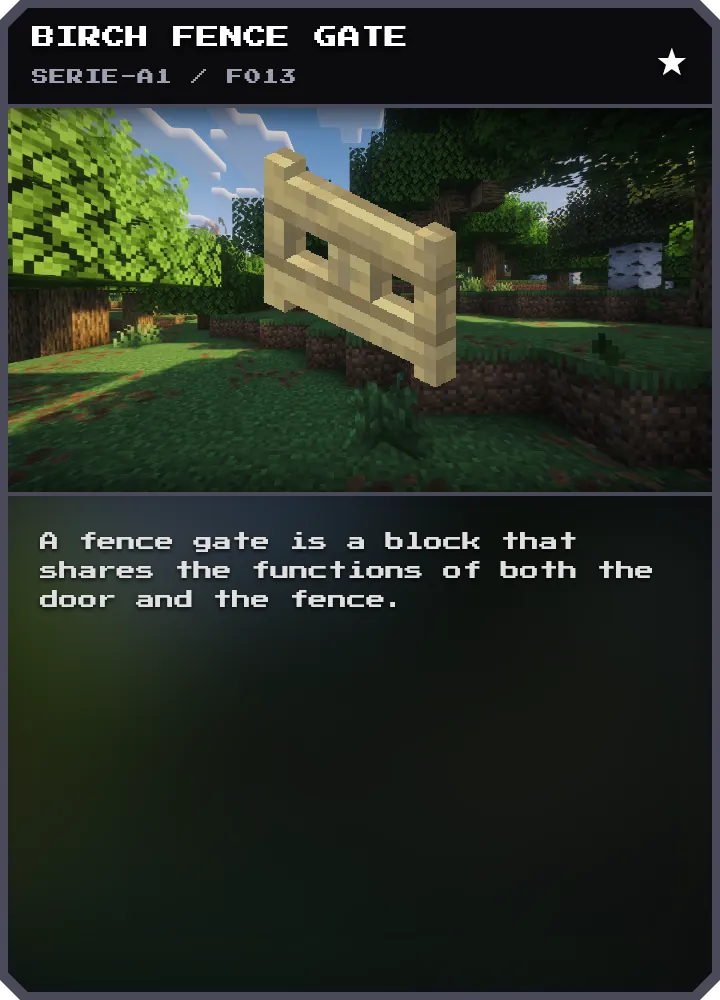 BIRCH FENCE GATE
SERIE-A1 / F013
A fence gate is a block that
shares the functions of both the
door and the fence.